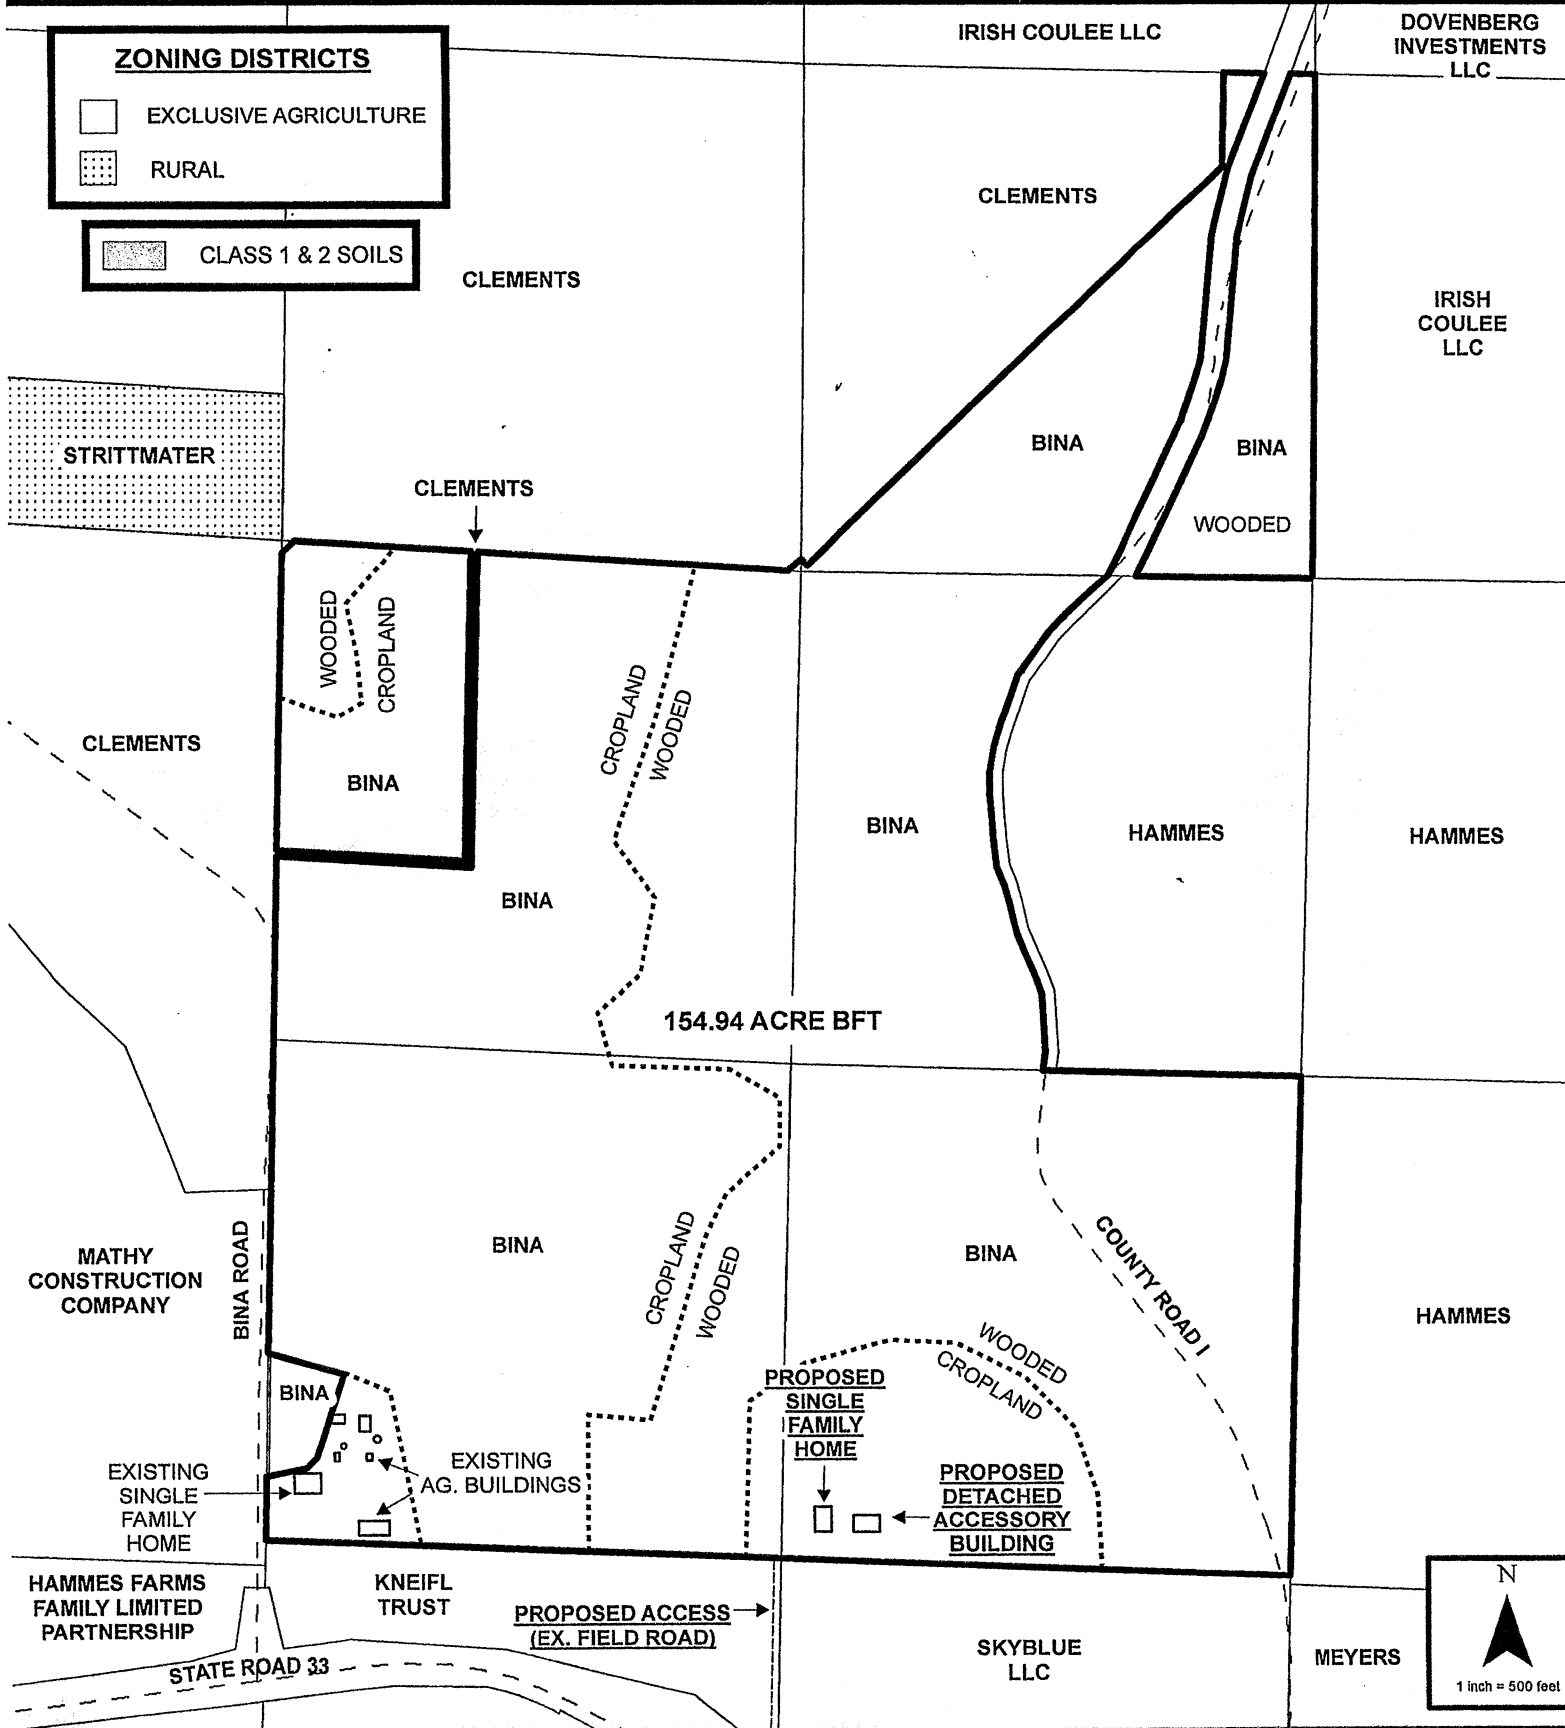 IRISH COULEE LLC
DOVENBERG
INVESTMENTS
LLC
ZONING DISTRICTS
EXCLUSIVE AGRICULTURE
RURAL
CLASS 1 & 2 SOILS
CLEMENTS
CLEMENTS
IRISH
COULEE
LLC
STRITTMATER
CLEMENTS
BINA
BINA
WOODED
WOODED
CROPLAND
CROPLAND
WOODED
CLEMENTS
BINA
BINA
HAMMES
HAMMES
BINA
154.94 ACRE BFT
BINA ROAD
MATHY
CONSTRUCTION
COMPANY
BINA
CROPLAND
WOODED
BINA
COUNTY ROAD I
HAMMES
WOODED
CROPLAND
BINA
PROPOSED
SINGLE
FAMILY
HOME
EXISTING
AG. BUILDINGS
EXISTING
SINGLE
FAMILY
HOME
PROPOSED
DETACHED
ACCESSORY
BUILDING
HAMMES FARMS
FAMILY LIMITED
PARTNERSHIP
KNEIFL
TRUST
PROPOSED ACCESS
(EX. FIELD ROAD)
STATE ROAD 33
SKYBLUE
LLC
MEYERS
N
1 inch = 500 feet